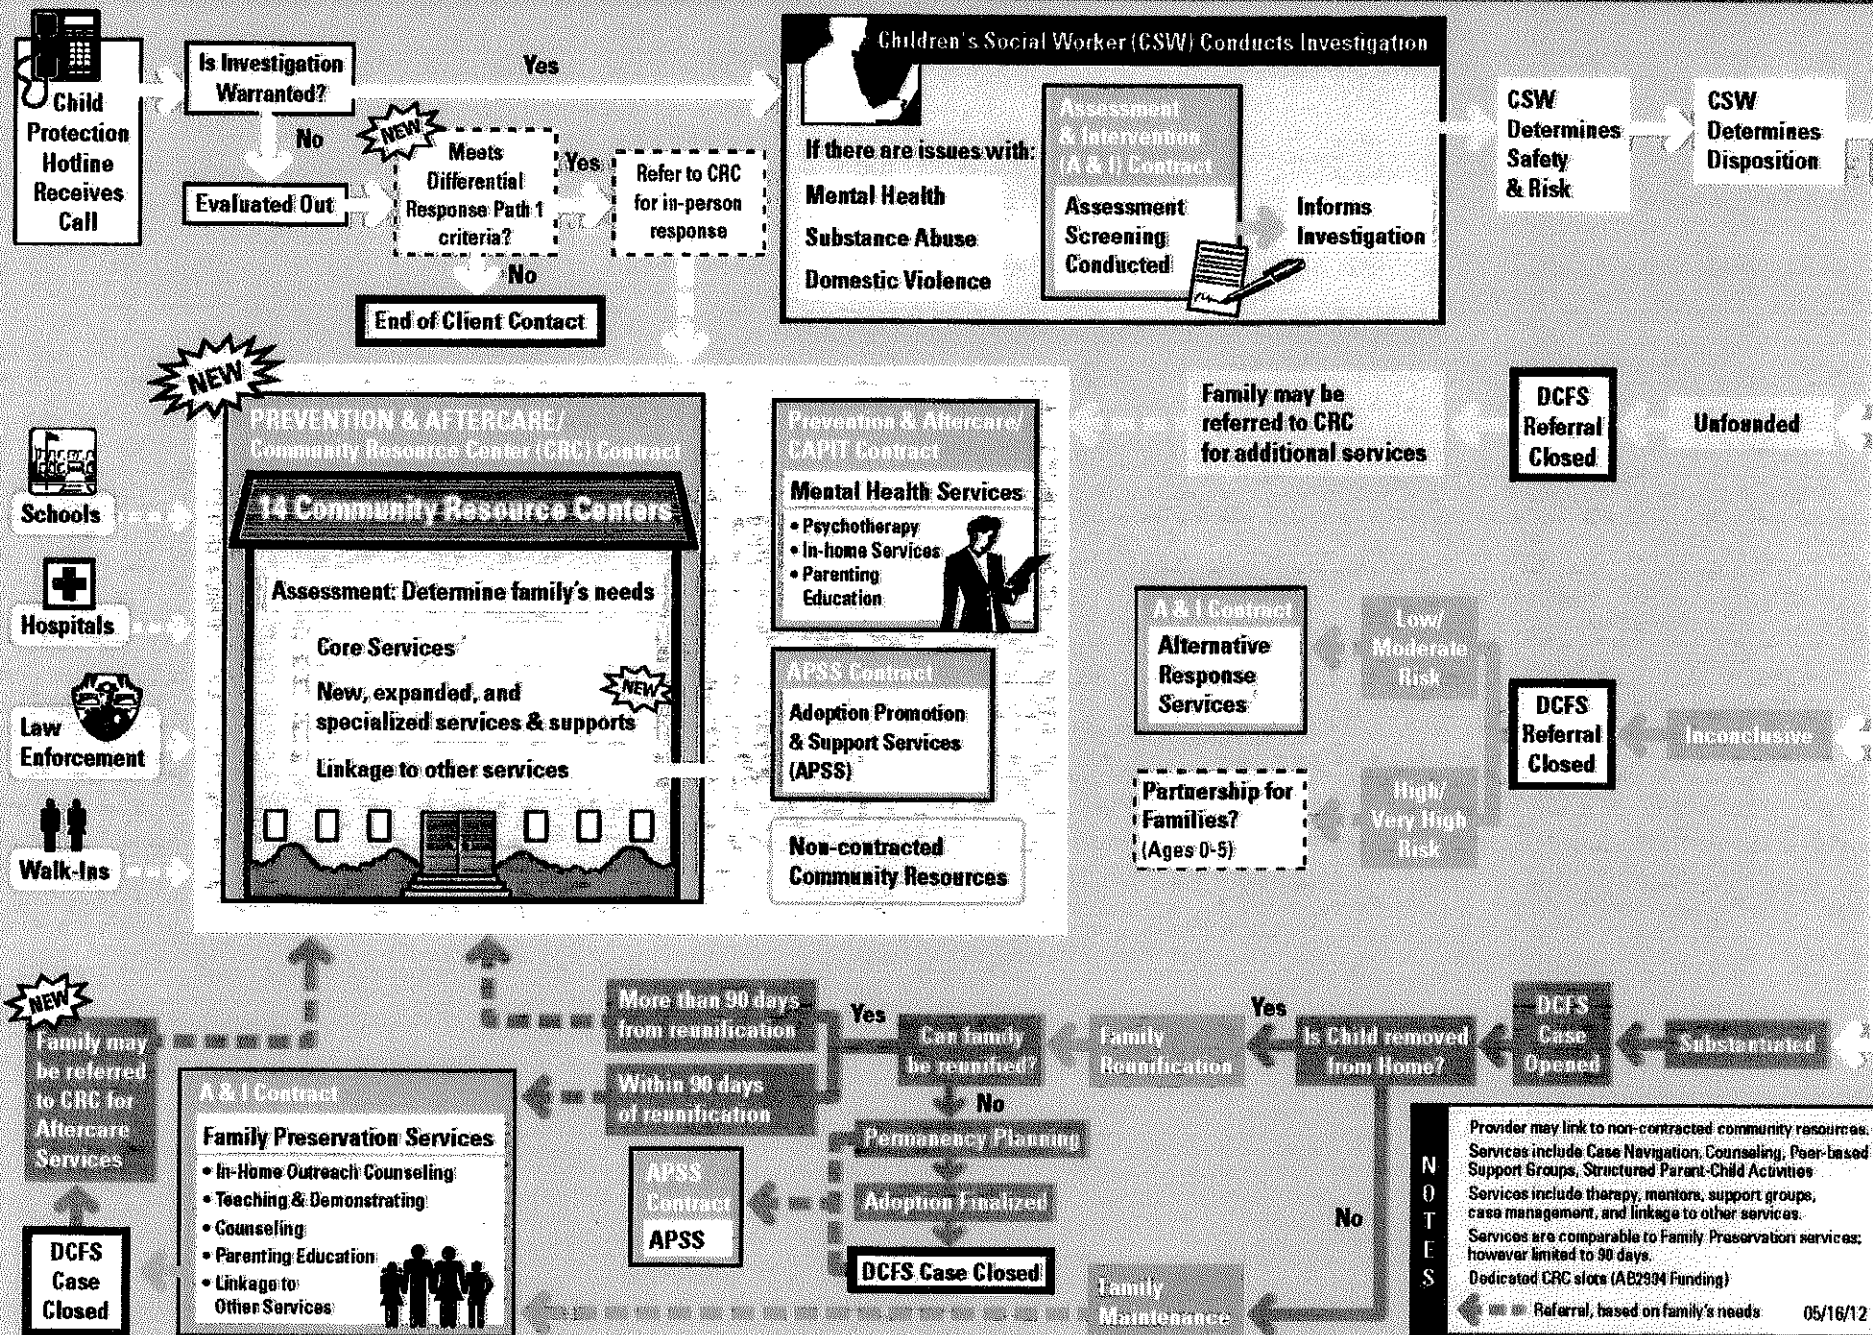 Child
Protection
Hotline
Receives
Call
Is Investigation
Warranted?
Yes
No
Evaluated Out
NEW
Meets
Differential
Response Path 1
criteria?
Yes
No
Refer to CRC
for in-person
response
End of Client Contact
Children's Social Worker (CSW) Conducts Investigation
If there are issues with:
Mental Health
Substance Abuse
Domestic Violence
Assessment
& Intervention
(A & I) Contract
Assessment
Screening
Conducted
Informs
Investigation
CSW
Determines
Safety
& Risk
CSW
Determines
Disposition
Schools
Hospitals
Law
Enforcement
Walk-Ins
NEW
PREVENTION & AFTERCARE/
Community Resource Center (CRC) Contract
14 Community Resource Centers
Assessment: Determine family's needs
Core Services
New, expanded, and
specialized services & supports
NEW
Linkage to other services
Prevention & Aftercare/
CAPIT Contract
Mental Health Services
• Psychotherapy
• In-home Services
• Parenting
Education
APSS Contract
Adoption Promotion
& Support Services
(APSS)
Non-contracted
Community Resources
Family may be
referred to CRC
for additional services
DCFS
Referral
Closed
Unfounded
A & I Contract
Alternative
Response
Services
Low/
Moderate
Risk
Partnership for
Families?
(Ages 0-5)
High/
Very High
Risk
DCFS
Referral
Closed
Inconclusive
NEW
Family may
be referred
to CRC for
Aftercare
Services
DCFS
Case
Closed
A & I Contract
Family Preservation Services
• In-Home Outreach Counseling
• Teaching & Demonstrating
• Counseling
• Parenting Education
• Linkage to
Other Services
More than 90 days
from reunification
Within 90 days
of reunification
Yes
Can family
be reunified?
No
Family
Reunification
Yes
Is Child removed
from Home?
No
DCFS
Case
Opened
Substantiated
Permanency Planning
Adoption Finalized
DCFS Case Closed
APSS
Contract
APSS
Family
Maintenance
NOTES
Provider may link to non-contracted community resources.
Services include Case Navigation, Counseling, Peer-based
Support Groups, Structured Parent-Child Activities
Services include therapy, mentors, support groups,
case management, and linkage to other services.
Services are comparable to Family Preservation services;
however limited to 90 days.
Dedicated CRC slots (AB2994 Funding)
Referral, based on family's needs
05/16/12